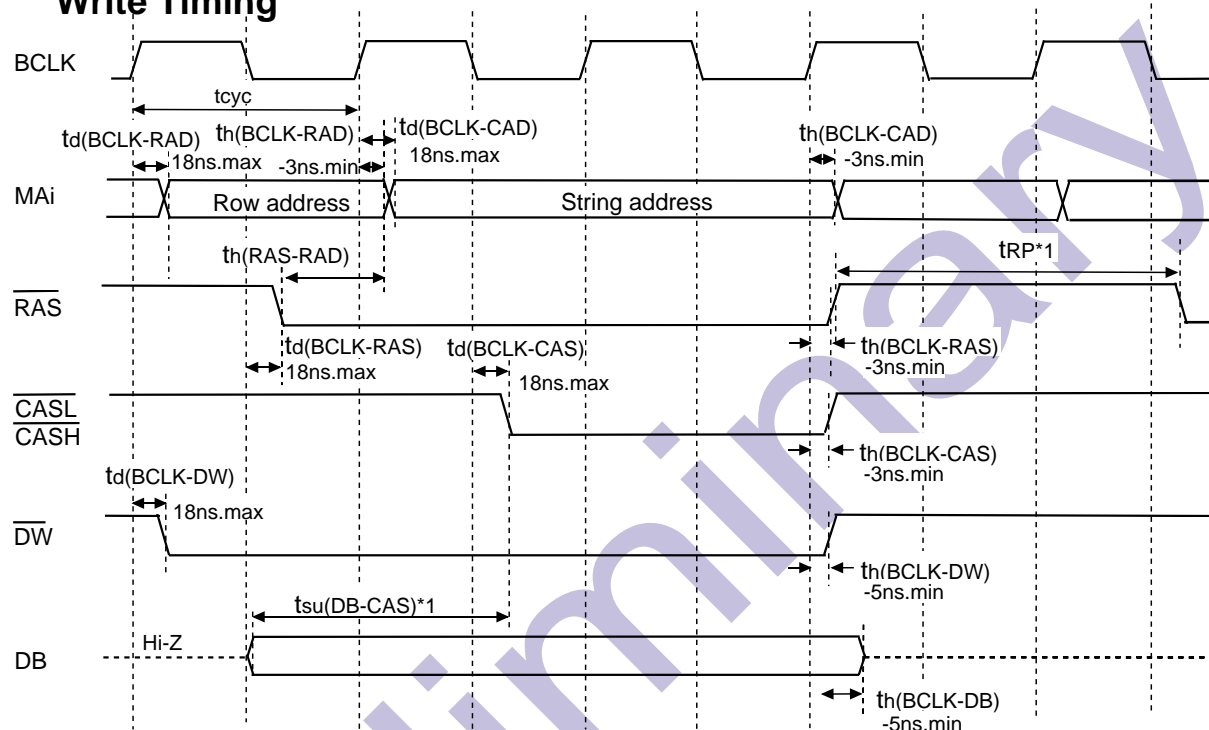 Write Timing
BCLK
tcyc
td(BCLK-RAD)
18ns.max
th(BCLK-RAD)
-3ns.min
td(BCLK-CAD)
18ns.max
th(BCLK-CAD)
-3ns.min
MAi
Row address
String address
th(RAS-RAD)
tRP*1
RAS
td(BCLK-RAS)
18ns.max
td(BCLK-CAS)
18ns.max
th(BCLK-RAS)
-3ns.min
CASL
CASH
th(BCLK-CAS)
-3ns.min
td(BCLK-DW)
18ns.max
DW
th(BCLK-DW)
-5ns.min
tsu(DB-CAS)*1
Hi-Z
DB
th(BCLK-DB)
-5ns.min
liminary